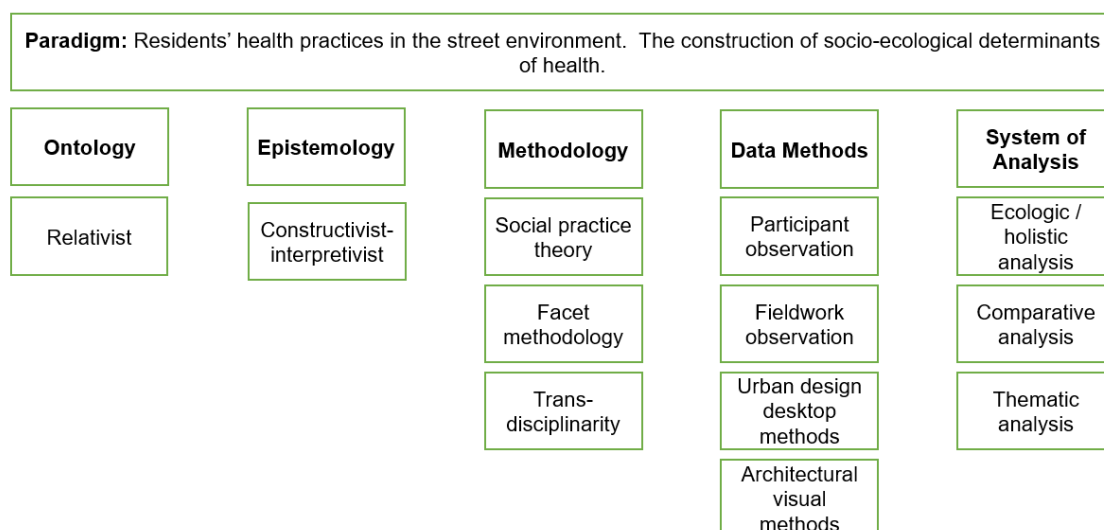 Paradigm: Residents' health practices in the street environment.  The construction of socio-ecological determinants
of health.
Ontology
Relativist
Epistemology
Constructivist-
interpretivist
Methodology
Social practice
theory
Facet
methodology
Trans-
disciplinarity
Data Methods
Participant
observation
Fieldwork
observation
Urban design
desktop
methods
Architectural
visual
methods
System of
Analysis
Ecologic /
holistic
analysis
Comparative
analysis
Thematic
analysis